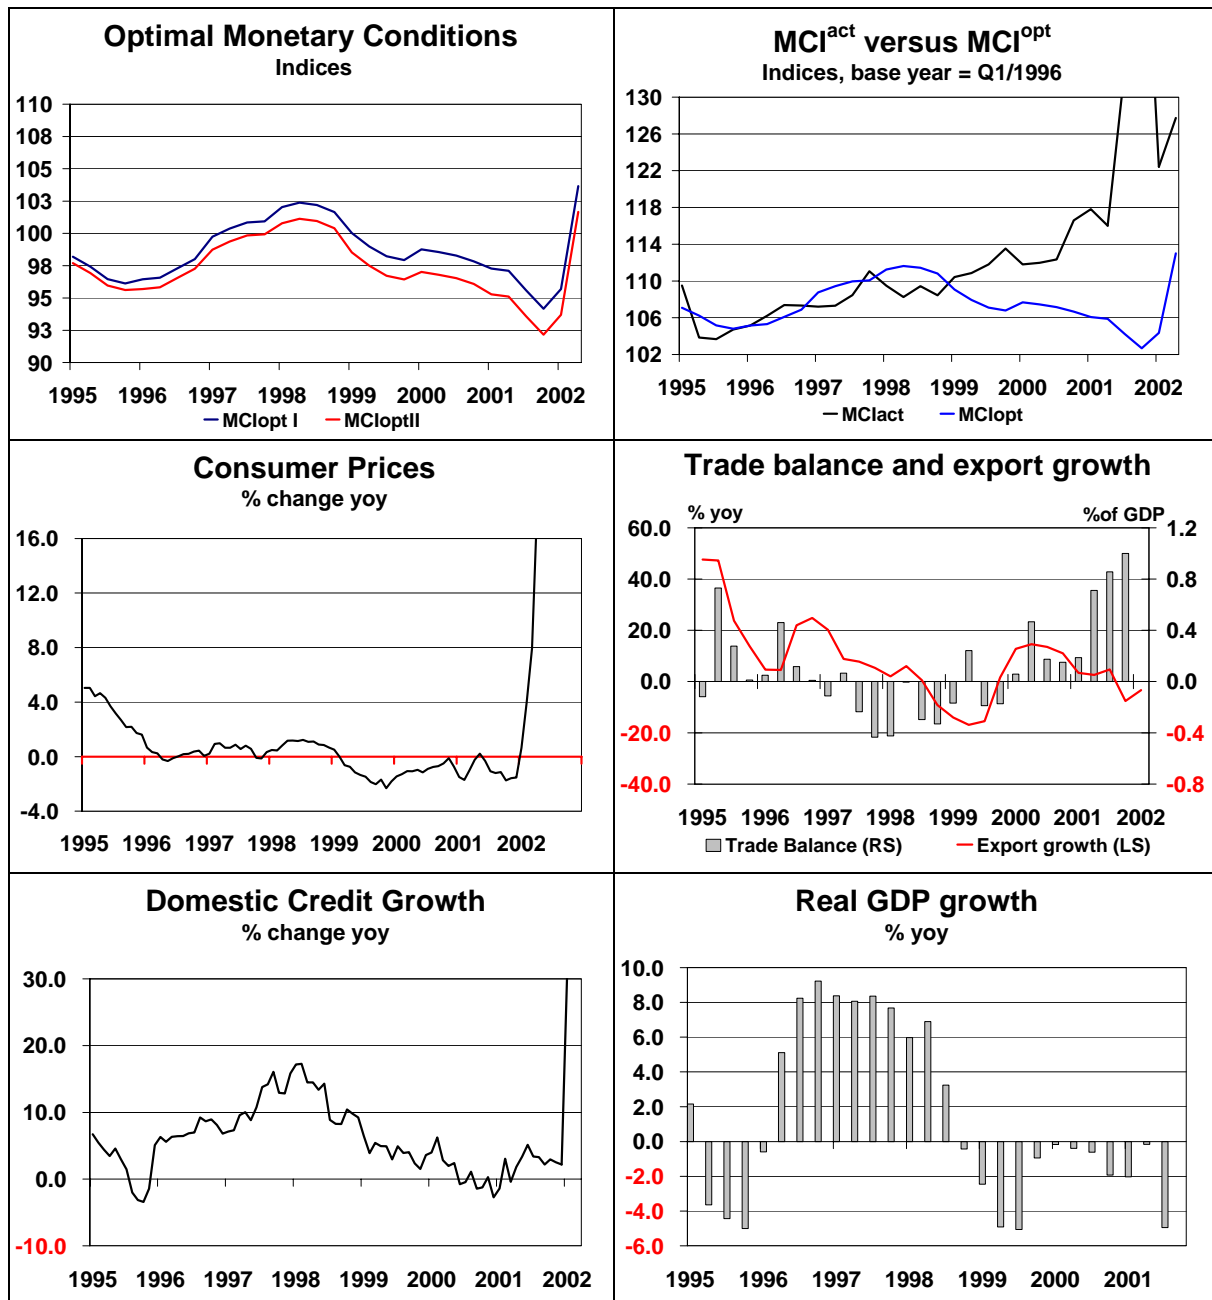 Optimal Monetary Conditions
Indices
110
108
105
103
100
98
95
93
90
1995 1996 1997 1998 1999 2000 2001 2002
MCIopt I MCIoptII
MCI^act versus MCI^opt
Indices, base year = Q1/1996
130
126
122
118
114
110
106
102
1995 1996 1997 1998 1999 2000 2001 2002
MCIact MCIopt
Consumer Prices
% change yoy
16.0
12.0
8.0
4.0
0.0
-4.0
1995 1996 1997 1998 1999 2000 2001 2002
Trade balance and export growth
% yoy %of GDP
60.0 1.2
40.0 0.8
20.0 0.4
0.0 0.0
-20.0 -0.4
-40.0 -0.8
1995 1996 1997 1998 1999 2000 2001 2002
Trade Balance (RS) Export growth (LS)
Domestic Credit Growth
% change yoy
30.0
20.0
10.0
0.0
-10.0
1995 1996 1997 1998 1999 2000 2001 2002
Real GDP growth
% yoy
10.0
8.0
6.0
4.0
2.0
0.0
-2.0
-4.0
-6.0
1995 1996 1997 1998 1999 2000 2001